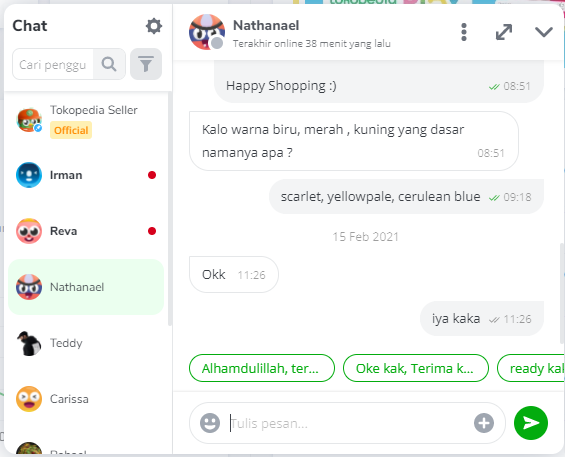 tokopedia
Chat
Cari penggu
Tokopedia Seller
Official
Irman
Reva
Nathanael
Teddy
Carissa
Nathanael
Terakhir online 38 menit yang lalu
Happy Shopping :)
08:51
Kalo warna biru, merah , kuning yang dasar
namanya apa ?
08:51
scarlet, yellowpale, cerulean blue
09:18
15 Feb 2021
Okk
11:26
iya kaka
11:26
Alhamdulillah, ter...
Oke kak, Terima k...
ready kal
Tulis pesan...